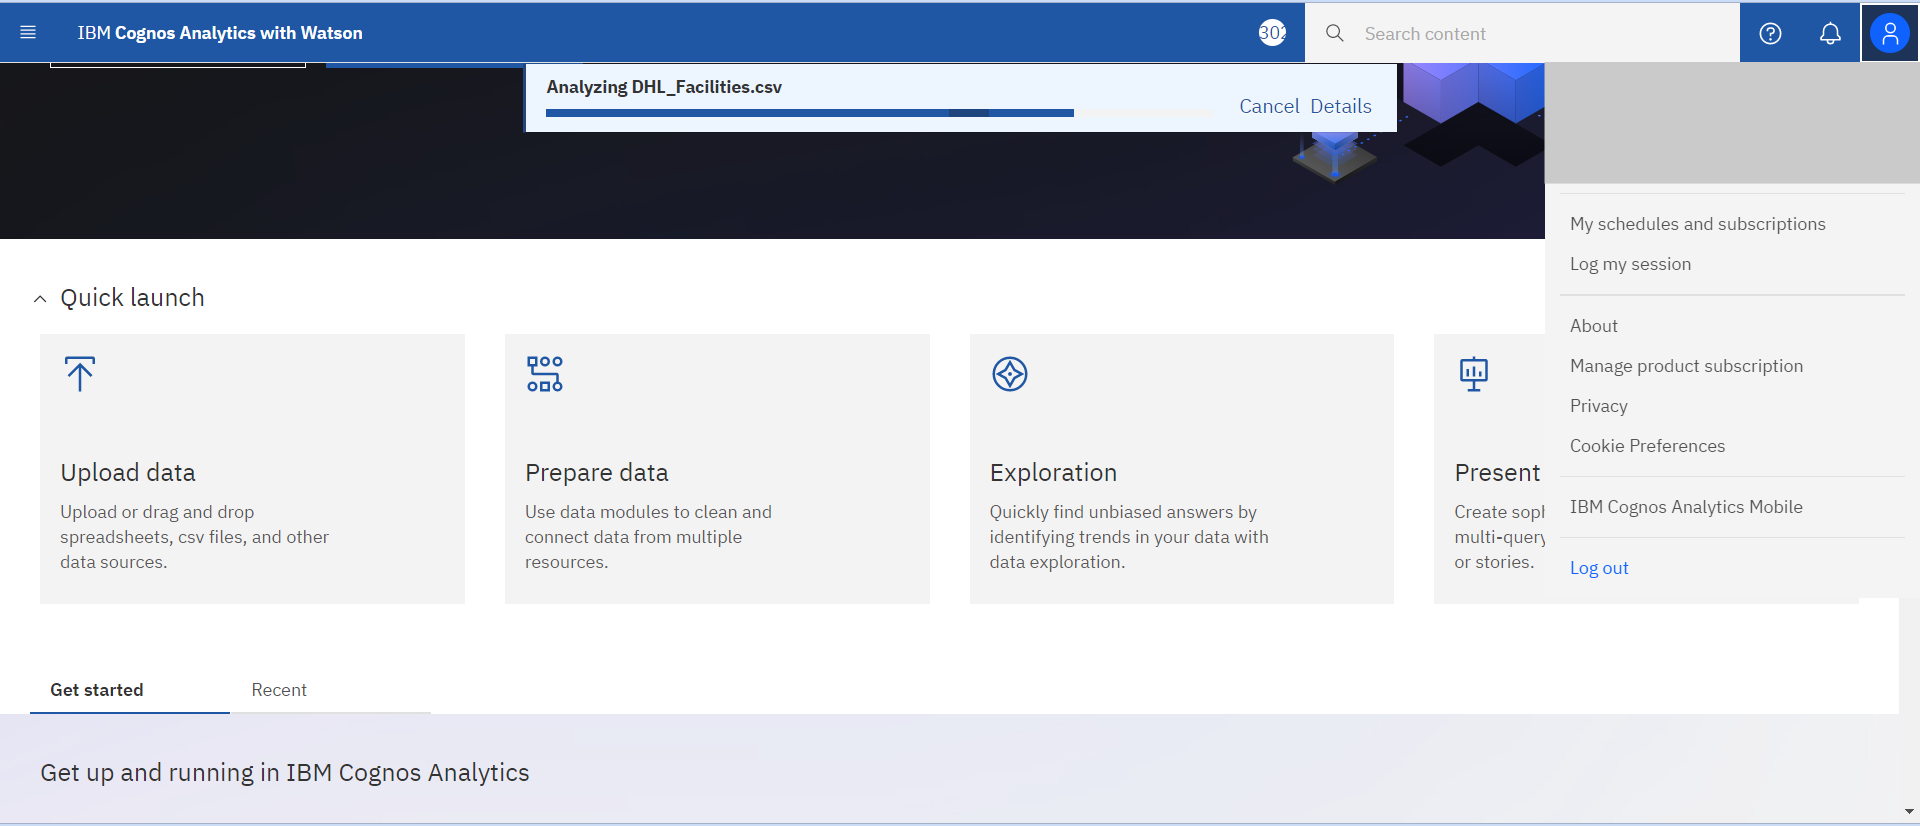 IBM Cognos Analytics with Watson
302
Search content
Analyzing DHL_Facilities.csv
Cancel Details
My schedules and subscriptions
Log my session
About
Manage product subscription
Privacy
Cookie Preferences
IBM Cognos Analytics Mobile
Log out
Quick launch
Upload data
Upload or drag and drop
spreadsheets, csv files, and other
data sources.
Prepare data
Use data modules to clean and
connect data from multiple
resources.
Exploration
Quickly find unbiased answers by
identifying trends in your data with
data exploration.
Present
Create
multi-query
or stories.
Get started
Recent
Get up and running in IBM Cognos Analytics